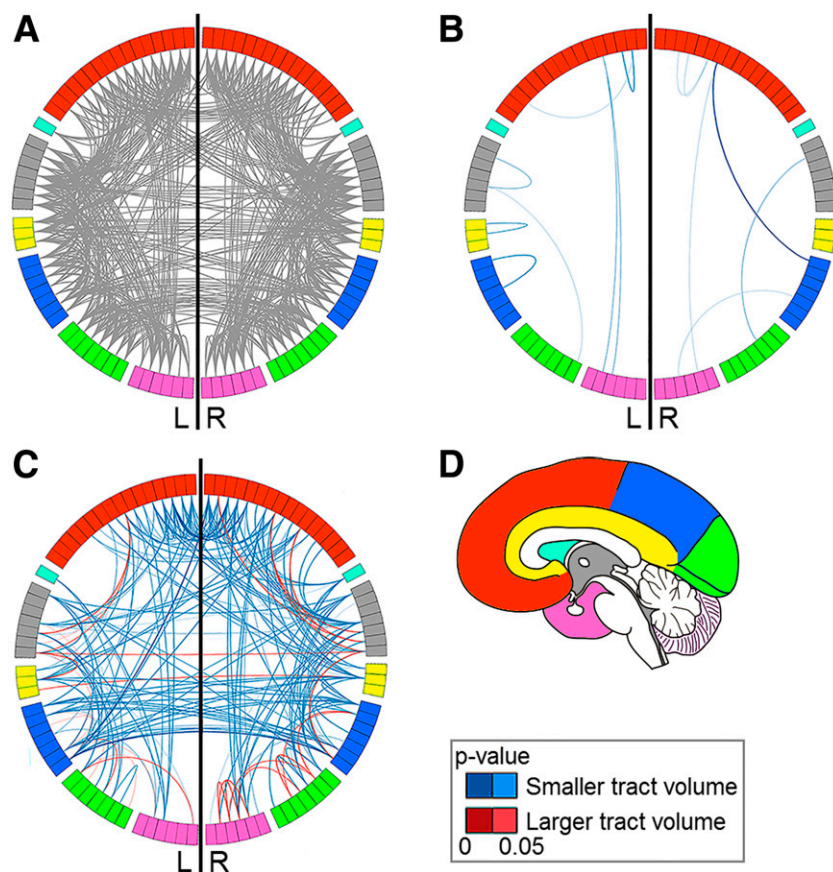 A
B
L R
L R
C
D
L R
p-value
Smaller tract volume
Larger tract volume
0 0.05